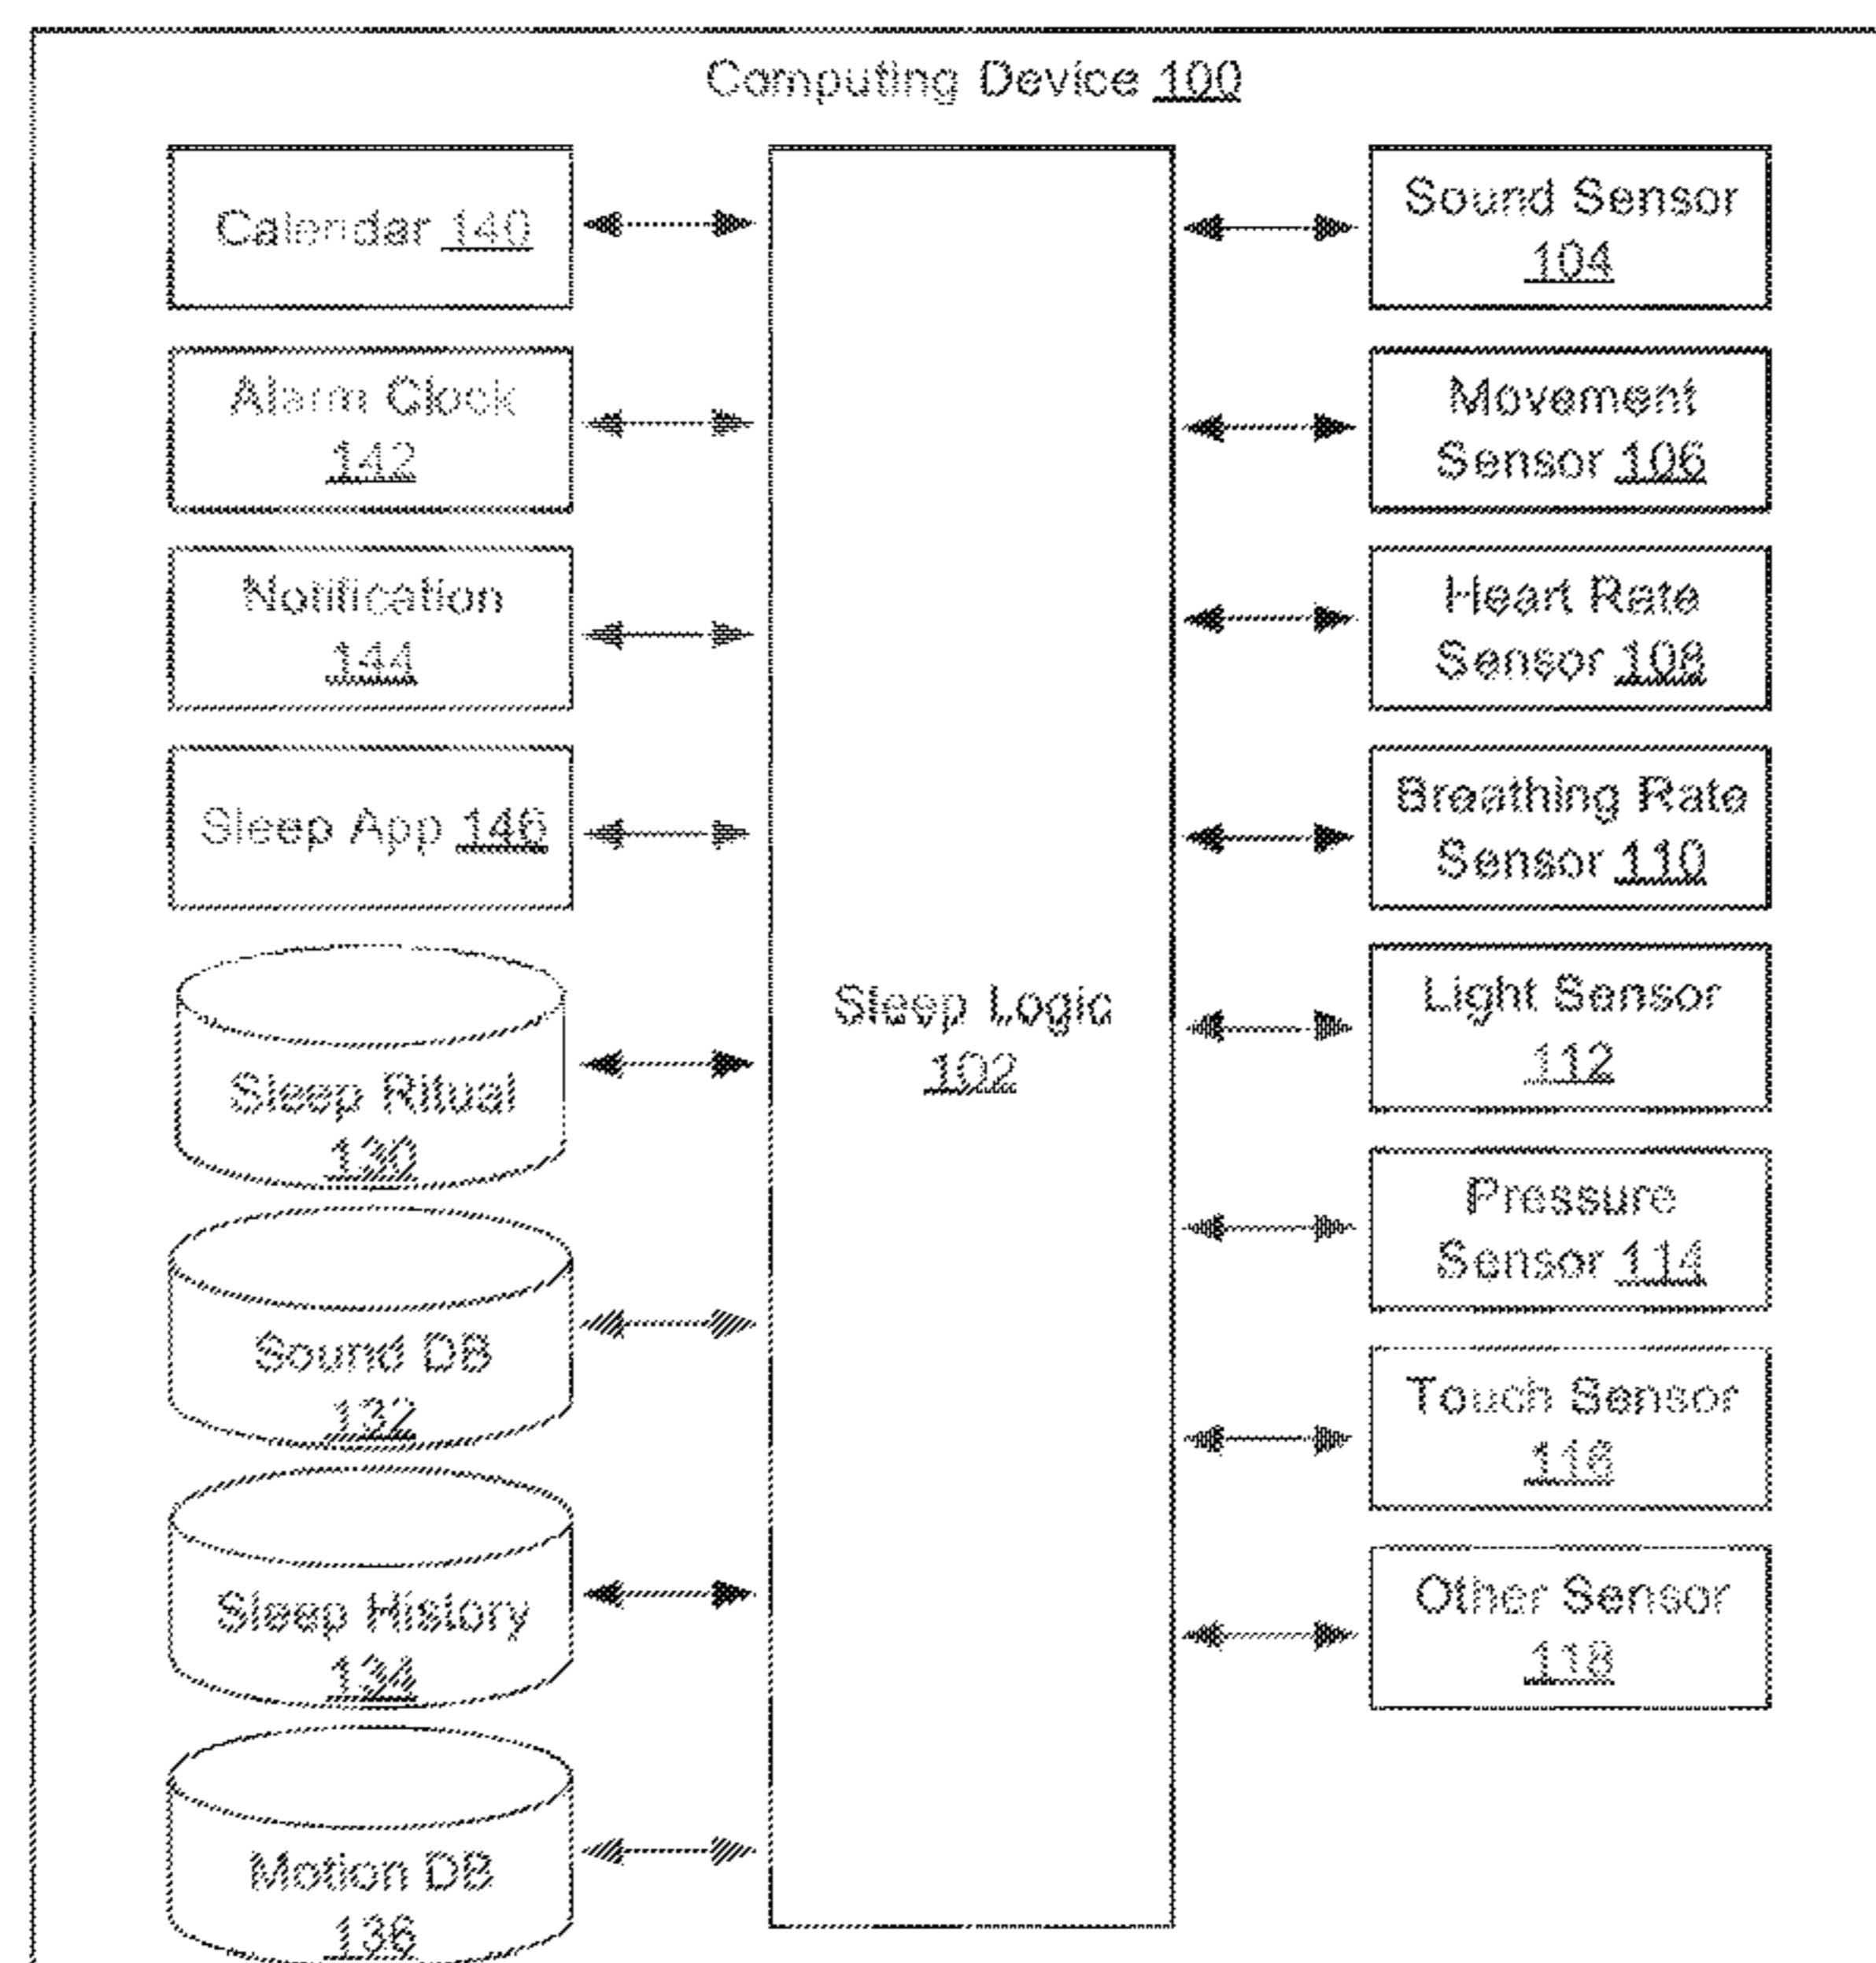 Computing Device 100
Calendar 140
Alarm Clock
142
Notification
144
Sleep App 146
Sleep Ritual
130
Sound DB
132
Sleep History
134
Motion DB
136
Sleep Logic
102
Sound Sensor
104
Movement
Sensor 106
Heart Rate
Sensor 108
Breathing Rate
Sensor 110
Light Sensor
112
Pressure
Sensor 114
Touch Sensor
116
Other Sensor
118